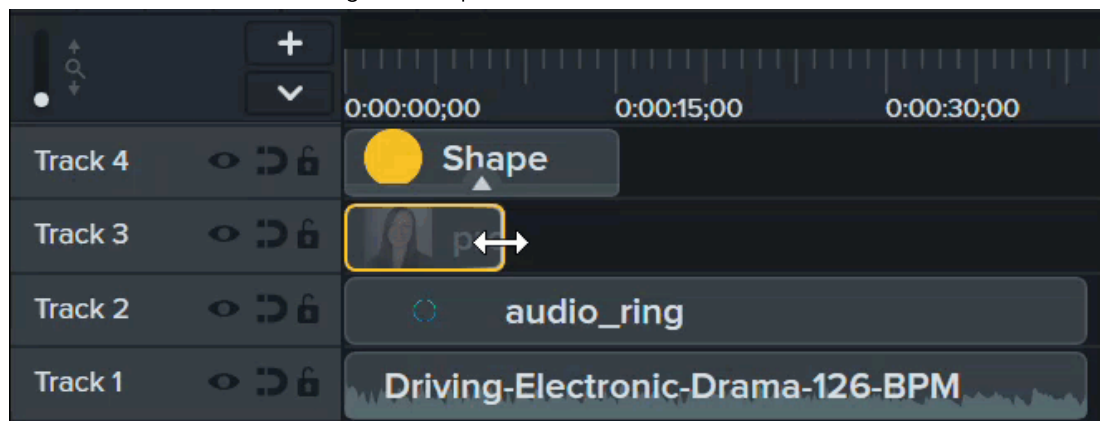 0:00:00;00 0:00:15;00 0:00:30;00
Track 4 Shape
Track 3
Track 2 audio_ring
Track 1 Driving-Electronic-Drama-126-BPM